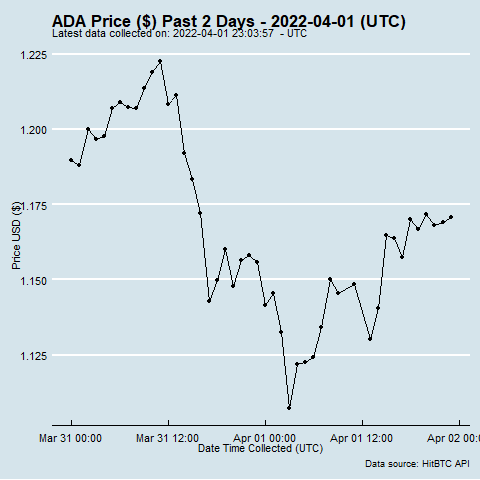 ADA Price ($) Past 2 Days - 2022-04-01 (UTC)
Latest data collected on: 2022-04-01 23:03:57  - UTC
1.225
1.200
1.175
1.150
1.125
Price USD ($)
Mar 31 00:00
Mar 31 12:00
Apr 01 00:00
Apr 01 12:00
Apr 02 00
Date Time Collected (UTC)
Data source: HitBTC API